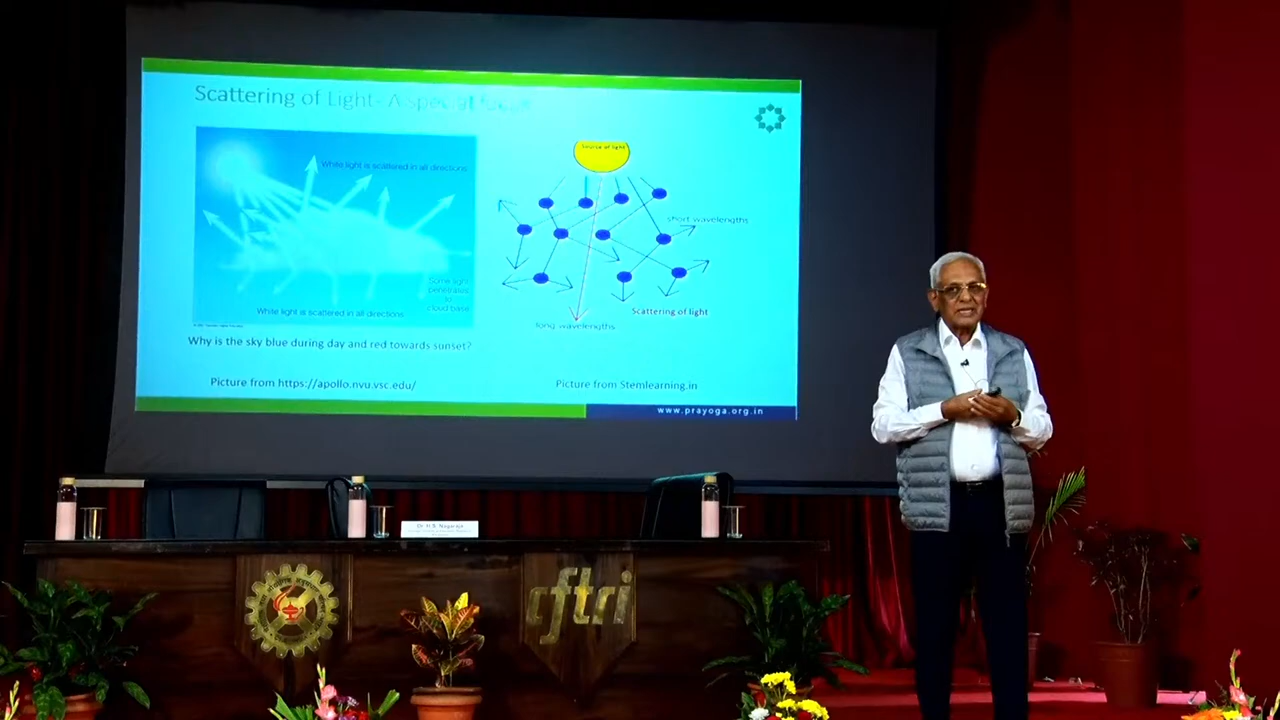 Scattering of Light- A special focus
Source of light
White light is scattered in all directions
short wavelengths
Some light
penetrates
to
cloud base
White light is scattered in all directions
Scattering of light
long wavelengths
Why is the sky blue during day and red towards sunset?
Picture from https://apollo.nvu.vsc.edu/
Picture from Stemlearning.in
www.prayoga.org.in
cftri